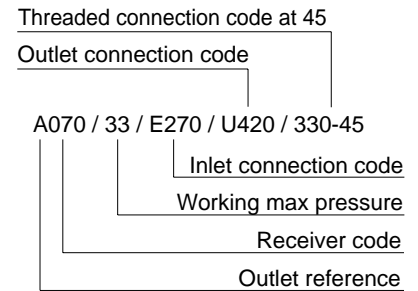 Threaded connection code at 45
Outlet connection code
A070 / 33 / E270 / U420 / 330-45
Inlet connection code
Working max pressure
Receiver code
Outlet reference